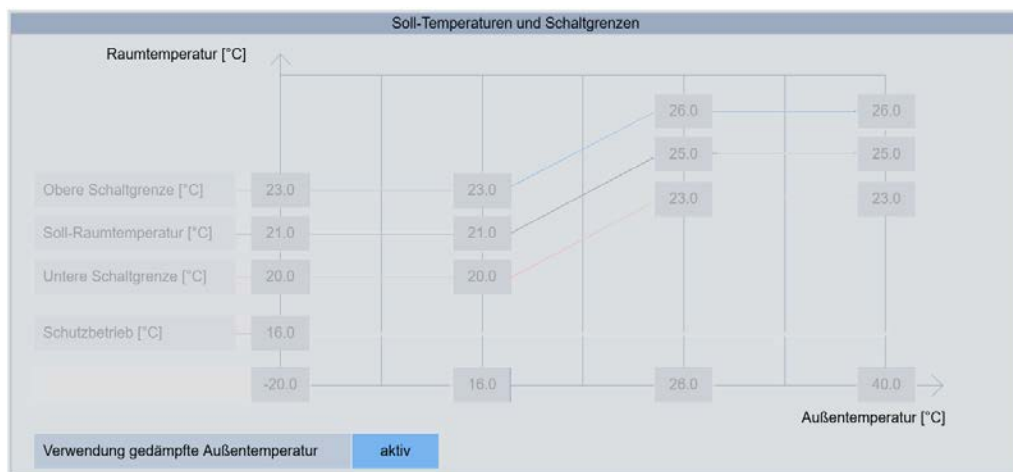 Soll-Temperaturen und Schaltgrenzen
Raumtemperatur [°C]
26.0 26.0
25.0 25.0
Obere Schaltgrenze [°C] 23.0 23.0 23.0 23.0
Soll-Raumtemperatur [°C] 21.0 21.0
Untere Schaltgrenze [°C] 20.0 20.0
Schutzbetrieb [°C] 16.0
-20.0 16.0 26.0 40.0
Außentemperatur [°C]
Verwendung gedämpfte Außentemperatur aktiv